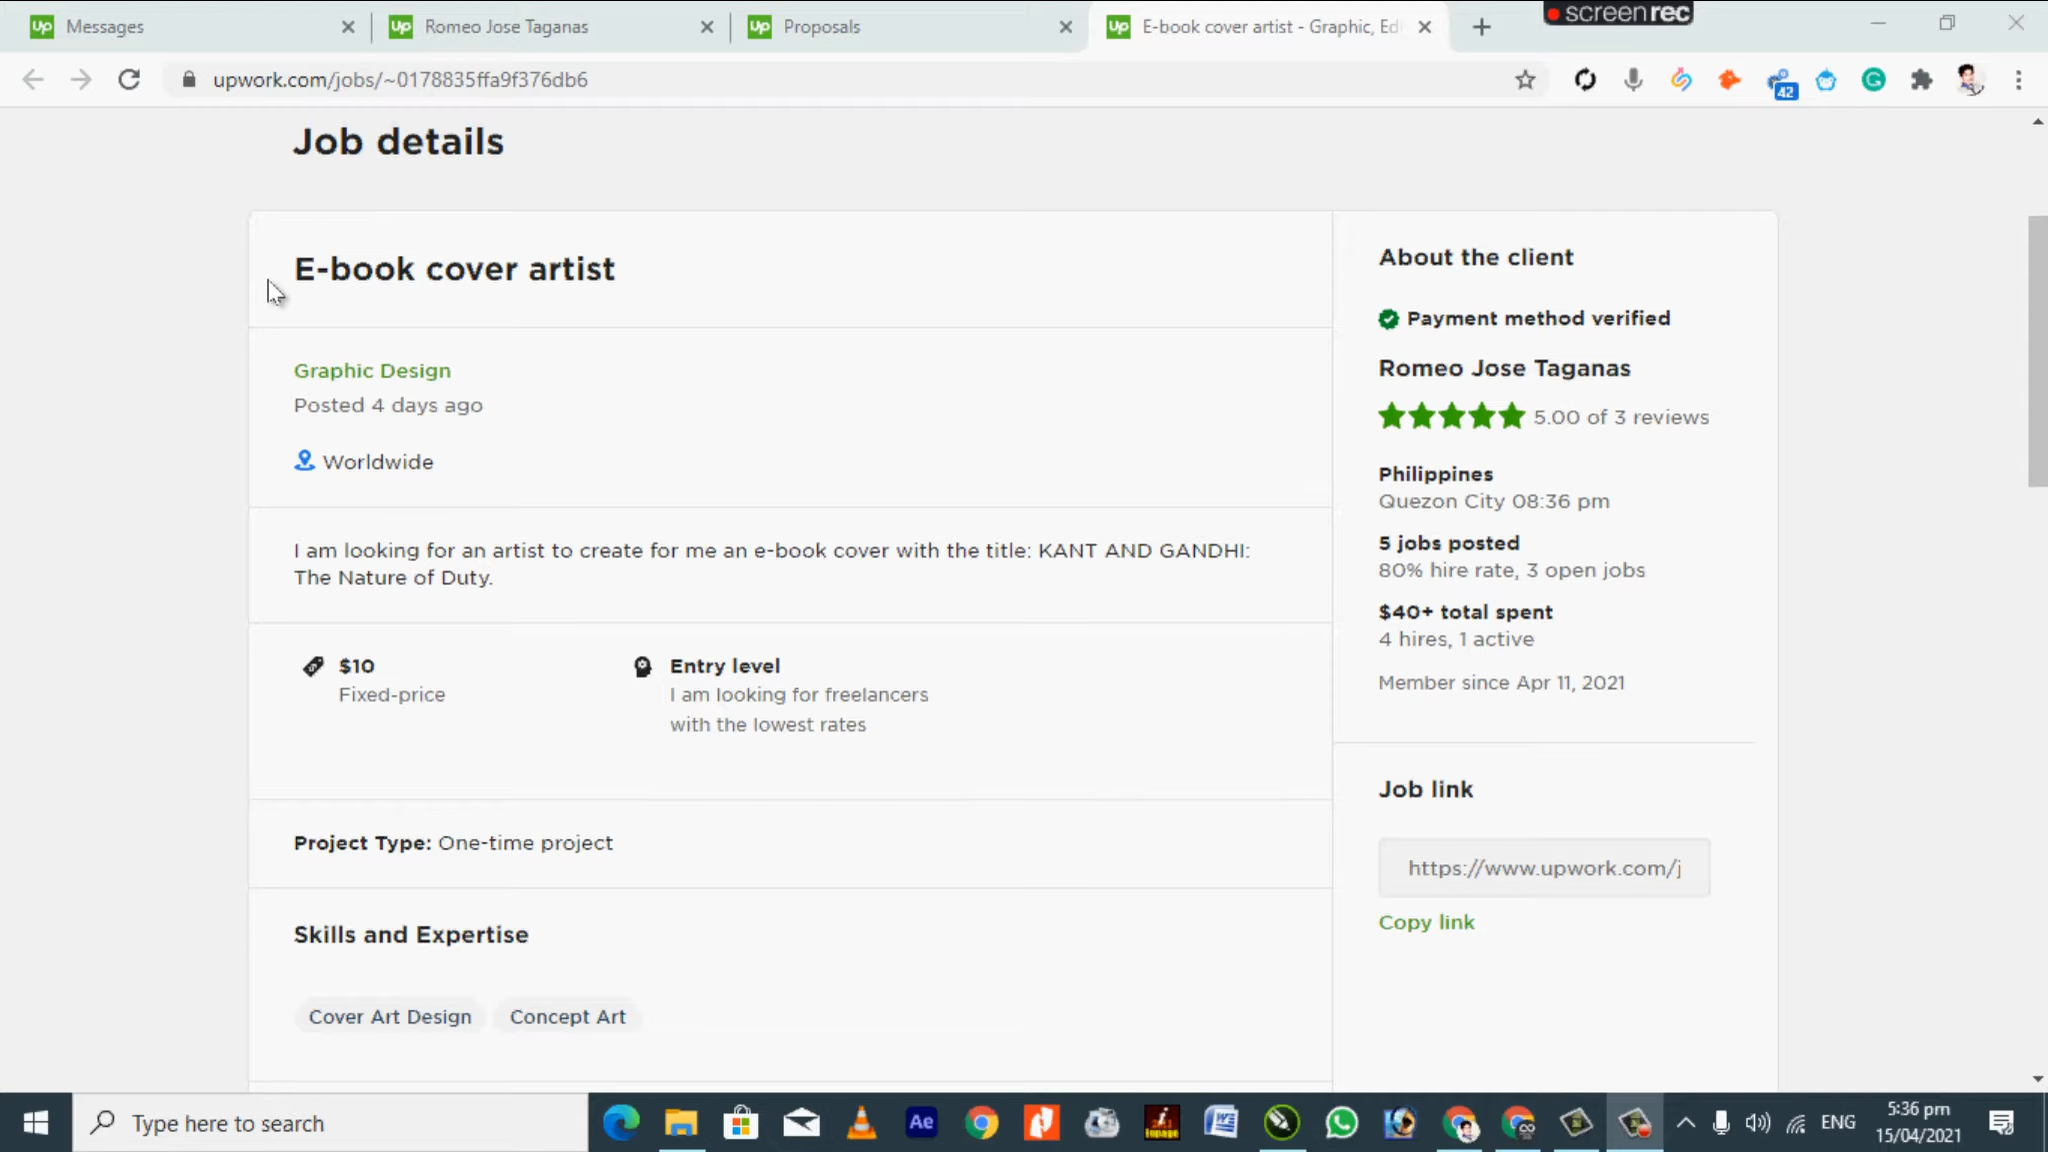 Up Messages
Up Romeo Jose Taganas
Up Proposals
Up E-book cover artist - Graphic, Ed
screenrec
upwork.com/jobs/~0178835ffa9f376db6
42
Job details
E-book cover artist
Graphic Design
Posted 4 days ago
Worldwide
I am looking for an artist to create for me an e-book cover with the title: KANT AND GANDHI:
The Nature of Duty.
$10
Fixed-price
Entry level
I am looking for freelancers
with the lowest rates
Project Type: One-time project
Skills and Expertise
Cover Art Design
Concept Art
About the client
Payment method verified
Romeo Jose Taganas
5.00 of 3 reviews
Philippines
Quezon City 08:36 pm
5 jobs posted
80% hire rate, 3 open jobs
$40+ total spent
4 hires, 1 active
Member since Apr 11, 2021
Job link
https://www.upwork.com/j
Copy link
Type here to search
Ae
ENG
5:36 pm
15/04/2021